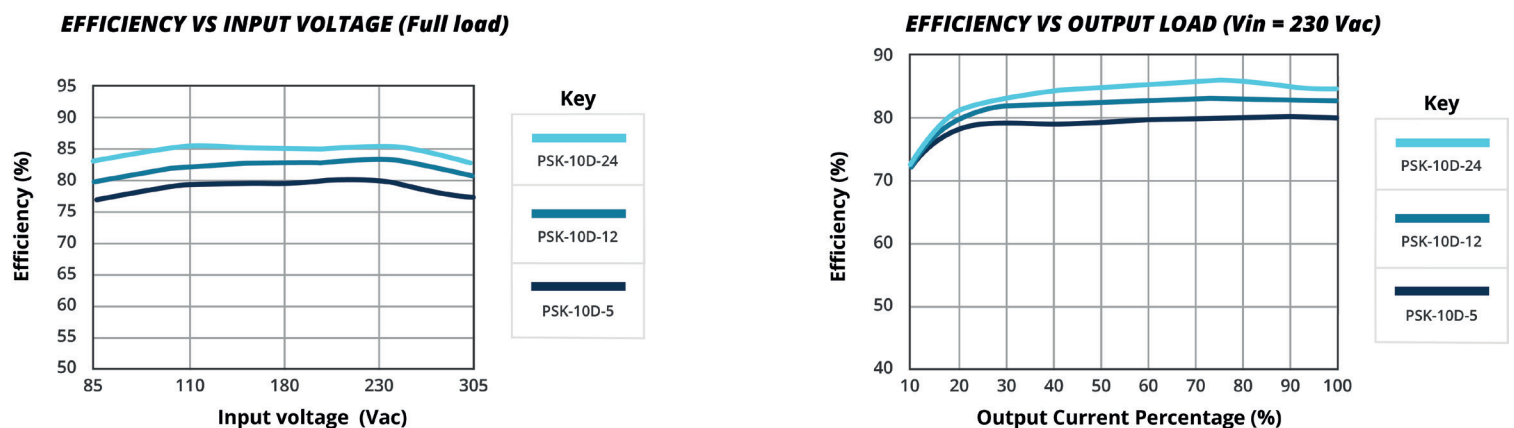 EFFICIENCY VS INPUT VOLTAGE (Full load)
Efficiency (%)
95
90
85
80
75
70
65
60
55
50
85 110 180 230 305
Input voltage (Vac)
Key
PSK-10D-24
PSK-10D-12
PSK-10D-5
EFFICIENCY VS OUTPUT LOAD (Vin = 230 Vac)
Efficiency (%)
90
80
70
60
50
40
10 20 30 40 50 60 70 80 90 100
Output Current Percentage (%)
Key
PSK-10D-24
PSK-10D-12
PSK-10D-5